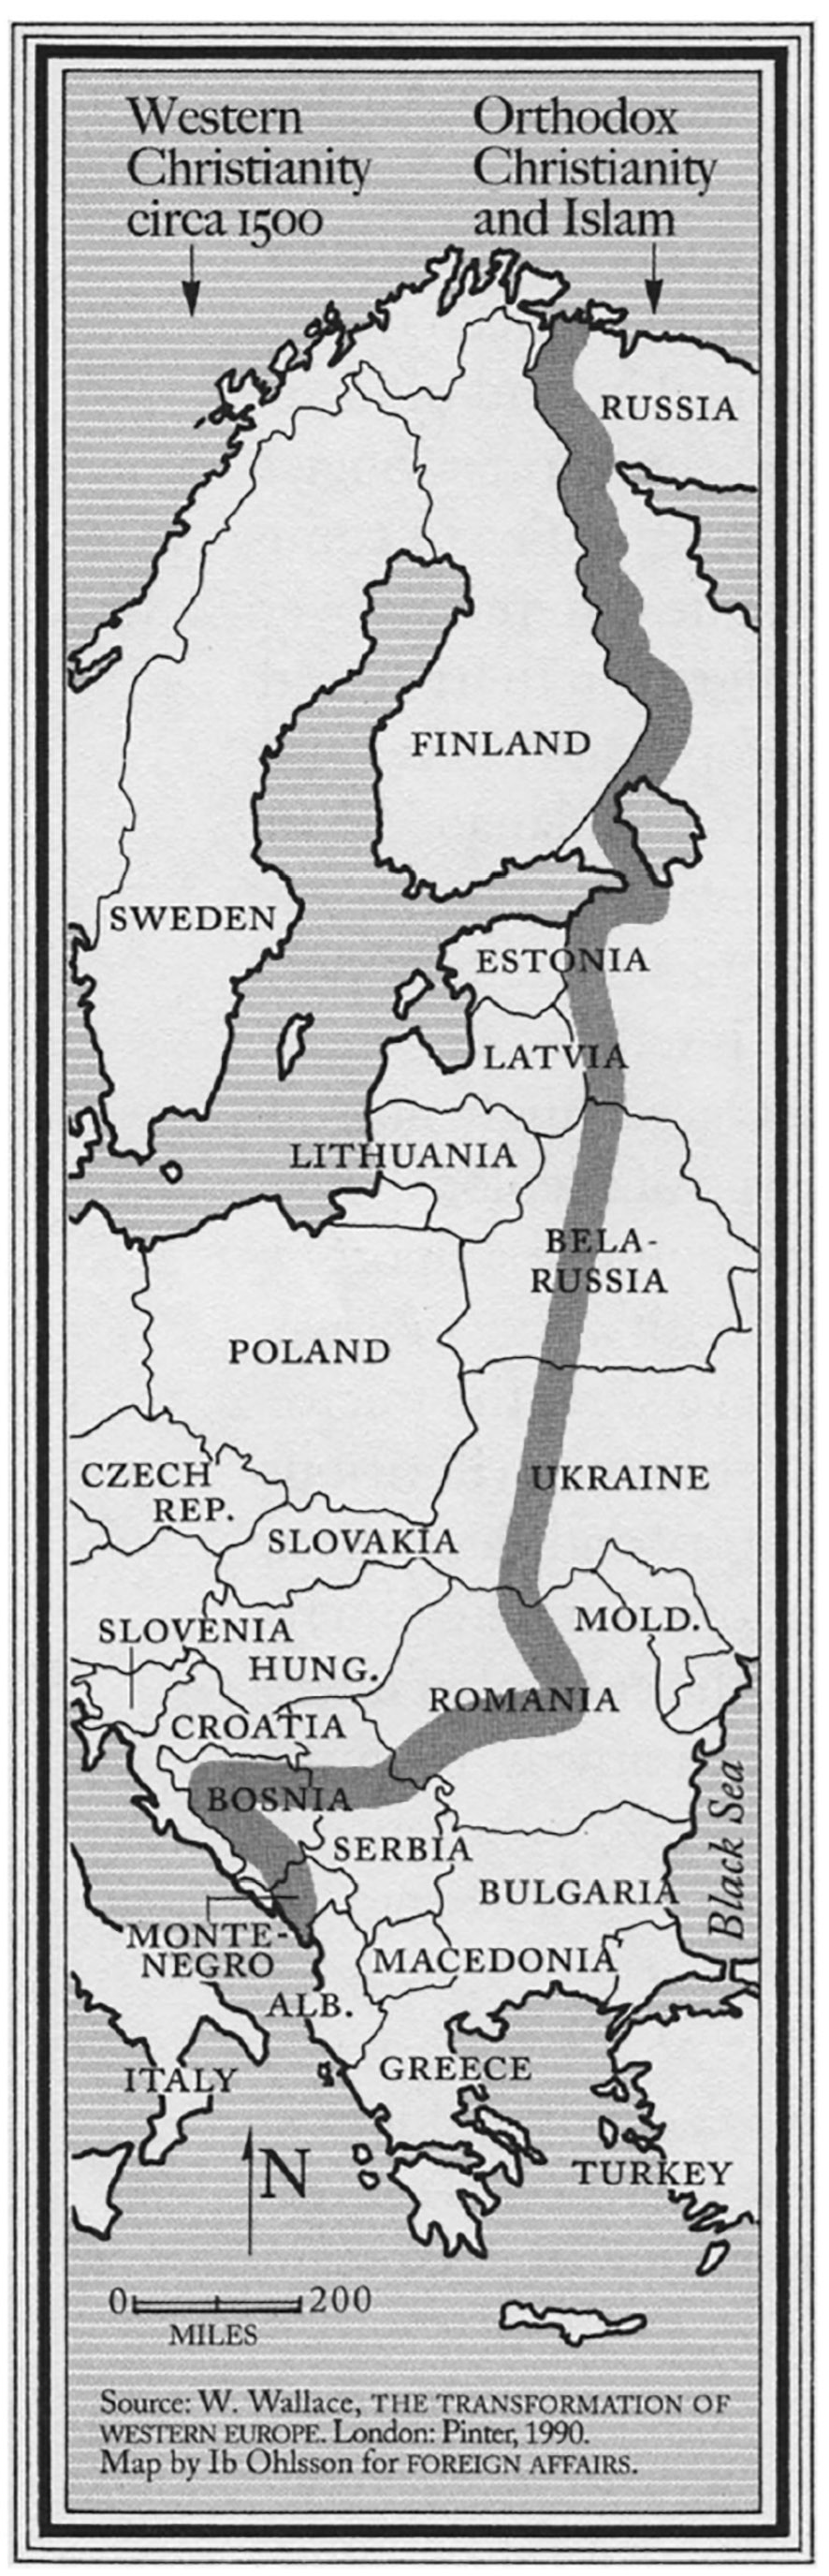 Western
Christianity
circa 1500
Orthodox
Christianity
and Islam
RUSSIA
FINLAND
SWEDEN
ESTONIA
LATVIA
LITHUANIA
BELA-
RUSSIA
POLAND
CZECH
REP.
UKRAINE
SLOVAKIA
SLOVENIA
MOLD.
HUNG.
ROMANIA
CROATIA
BOSNIA
Black Sea
SERBIA
BULGARIA
MONTE-
NEGRO
MACEDONIA
ALB.
ITALY
GREECE
N
TURKEY
0 200
MILES
Source: W. Wallace, THE TRANSFORMATION OF
WESTERN EUROPE. London: Pinter, 1990.
Map by Ib Ohlsson for FOREIGN AFFAIRS.